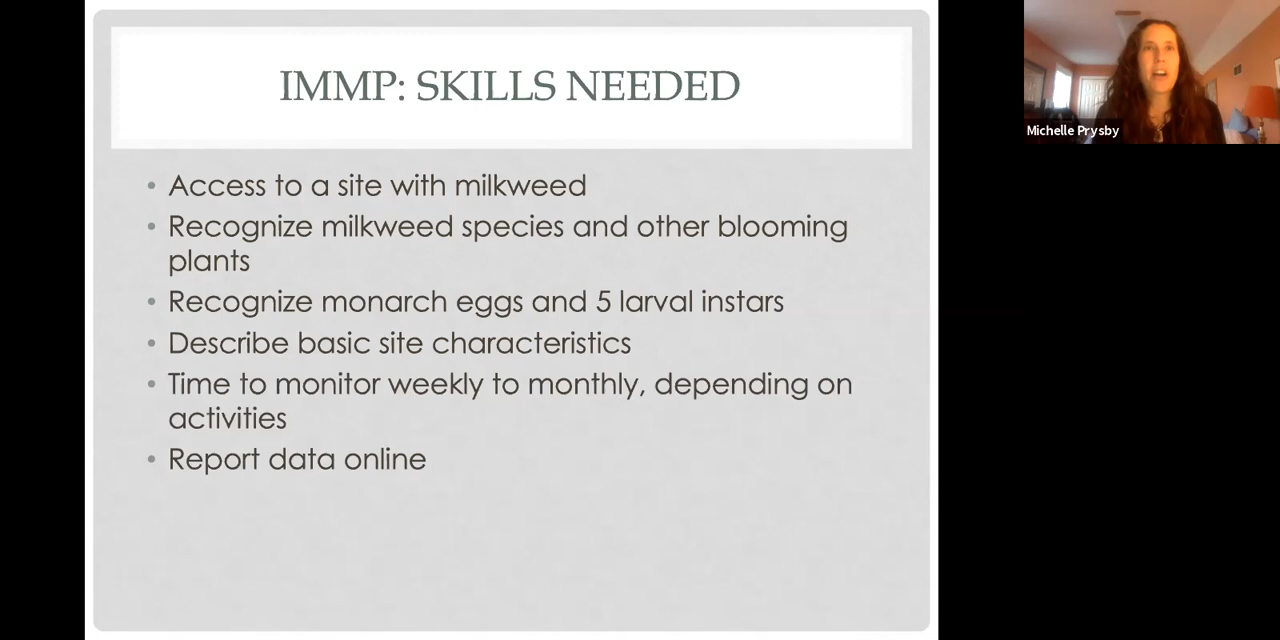 IMMP: SKILLS NEEDED
• Access to a site with milkweed
• Recognize milkweed species and other blooming
plants
• Recognize monarch eggs and 5 larval instars
• Describe basic site characteristics
• Time to monitor weekly to monthly, depending on
activities
• Report data online
Michelle Prysby